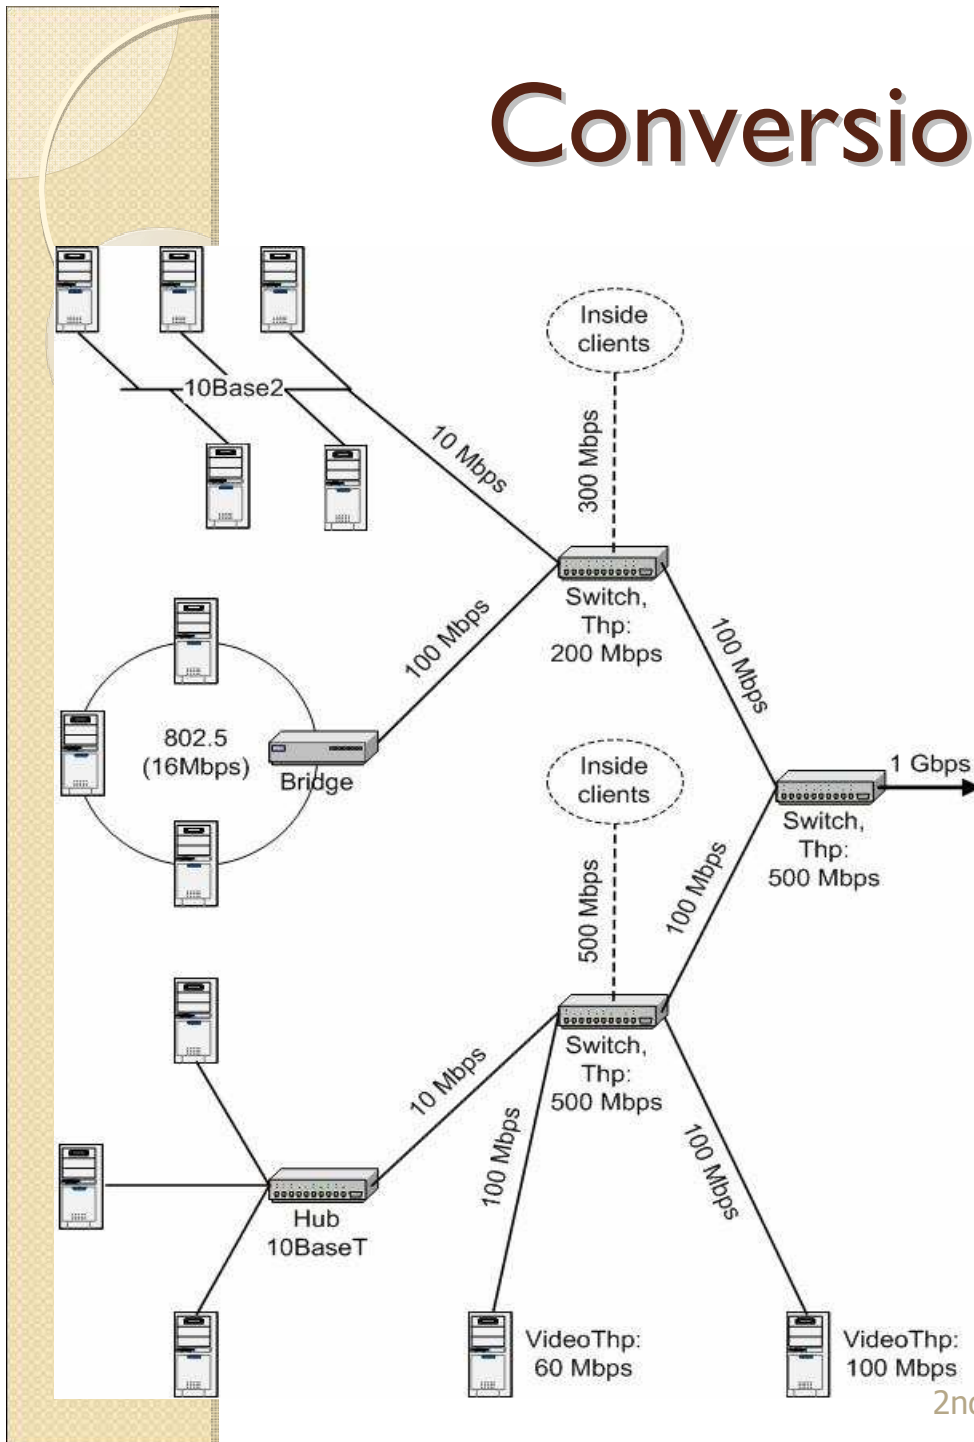 Conversio
Inside
clients
10Base2
10 Mbps
300 Mbps
Switch,
Thp:
200 Mbps
100 Mbps
100 Mbps
802.5
(16Mbps)
Bridge
Inside
clients
1 Gbps
Switch,
Thp:
500 Mbps
500 Mbps
100 Mbps
Switch,
Thp:
500 Mbps
10 Mbps
100 Mbps
100 Mbps
Hub
10BaseT
VideoThp:
60 Mbps
VideoThp:
100 Mbps
2nd